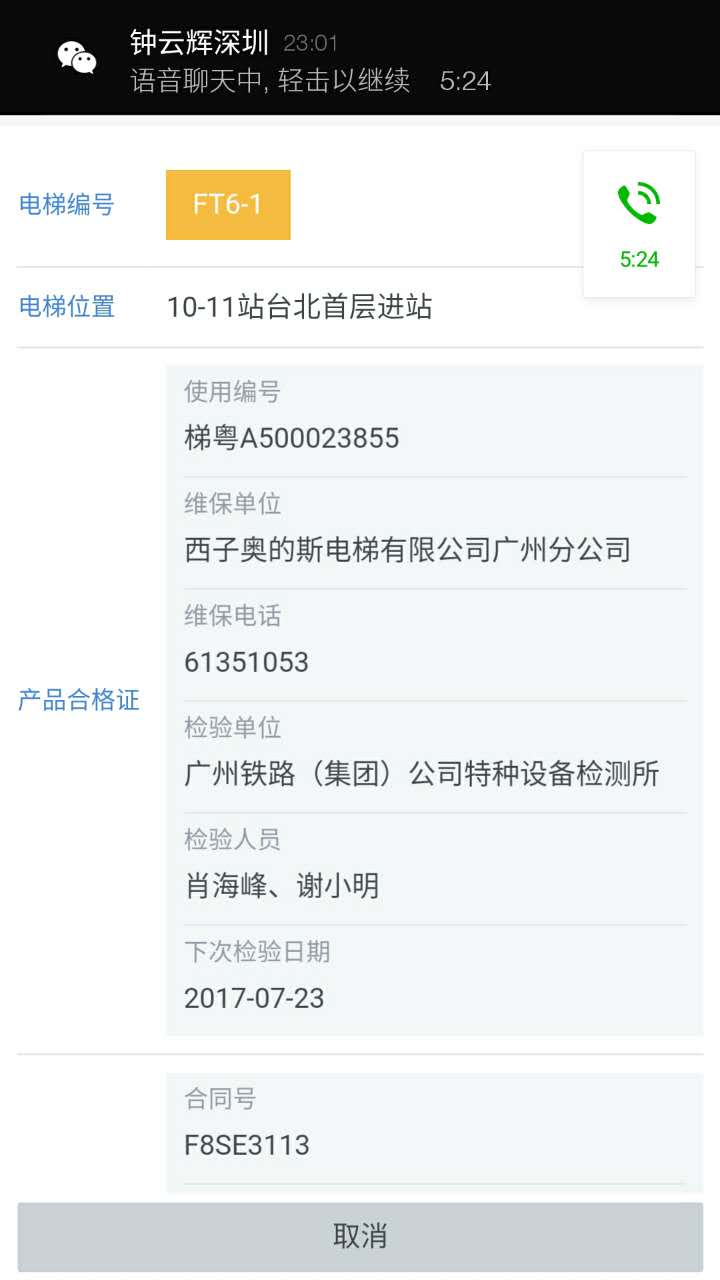 钟云辉深圳 23:01
语音聊天中, 轻击以继续 5:24
电梯编号 FT6-1
5:24
电梯位置 10-11站台北首层进站
使用编号
梯粤A500023855
维保单位
西子奥的斯电梯有限公司广州分公司
维保电话
61351053
产品合格证
检验单位
广州铁路（集团）公司特种设备检测所
检验人员
肖海峰、谢小明
下次检验日期
2017-07-23
合同号
F8SE3113
取消